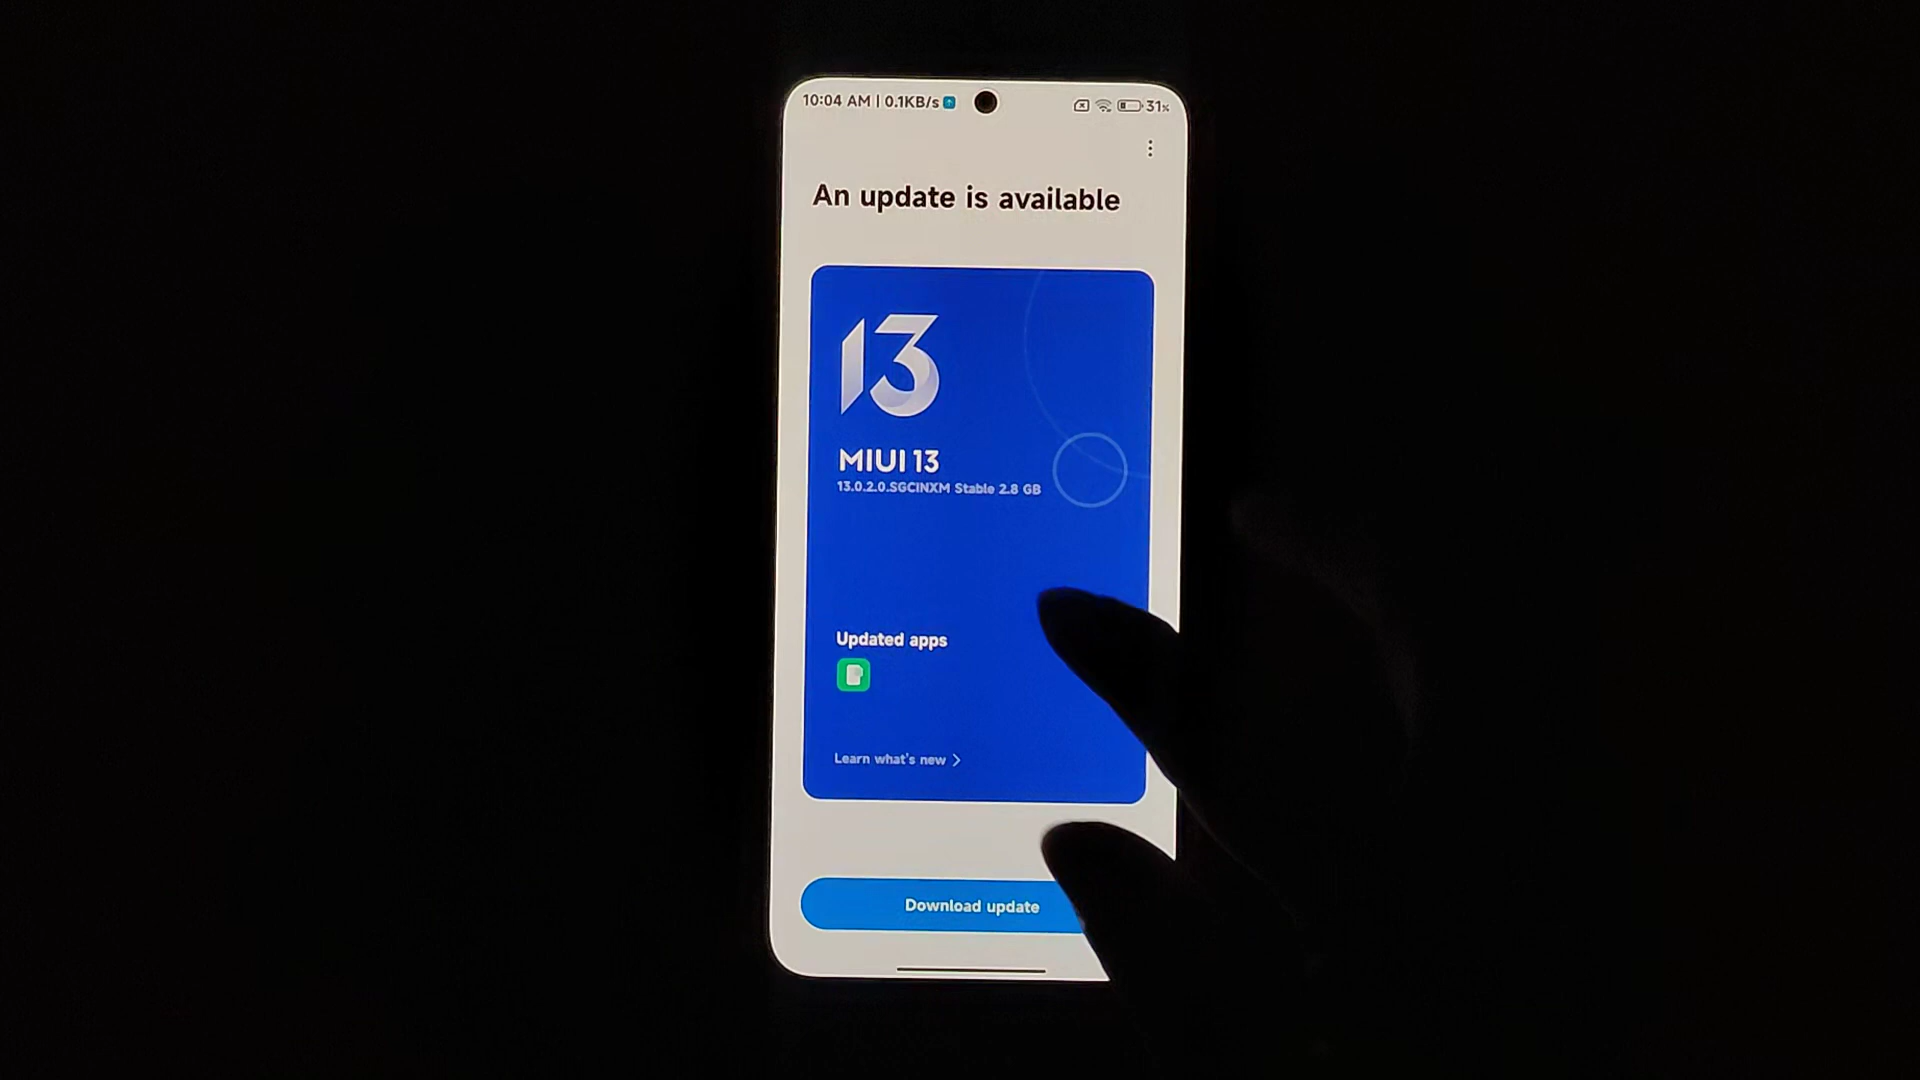 10:04 AM | 0.1KB/s 31%
An update is available
13
MIUI 13
13.0.2.0.SGCINXM Stable 2.8 GB
Updated apps
Learn what's new >
Download update